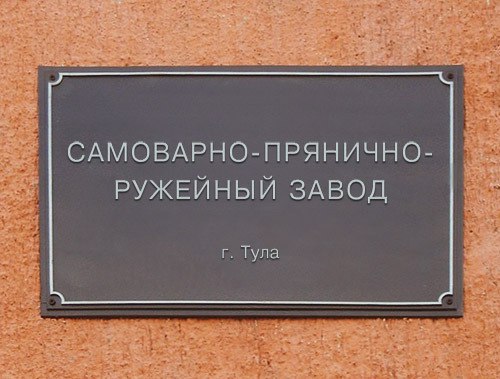 САМОВАРНО-ПРЯНИЧНО-
РУЖЕЙНЫЙ ЗАВОД
г. Тула